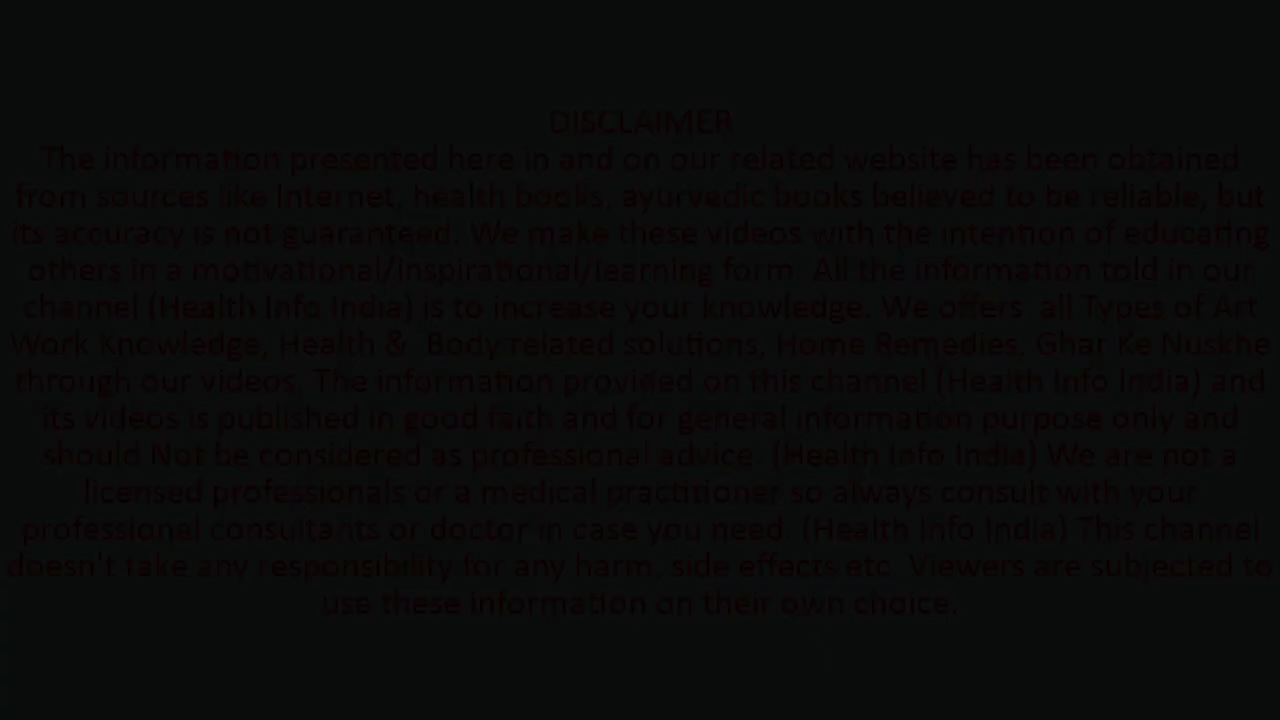 DISCLAIMER
The information presented here in and on our related website has been obtained
from sources like Internet, health books, ayurvedic books believed to be reliable, but
its accuracy is not guaranteed. We make these videos with the intention of educating
others in a motivational/inspirational/learning form. All the information told in our
channel (Health Info India) is to increase your knowledge. We offers all Types of Art
Work Knowledge, Health & Body related solutions, Home Remedies, Ghar Ke Nuskhe
through our videos. The information provided on this channel (Health Info India) and
its videos is published in good faith and for general information purpose only and
should Not be considered as professional advice. (Health Info India) We are not a
licensed professionals or a medical practitioner so always consult with your
professional consultants or doctor in case you need. (Health Info India) This channel
doesn't take any responsibility for any harm, side effects etc. Viewers are subjected to
use these information on their own choice.